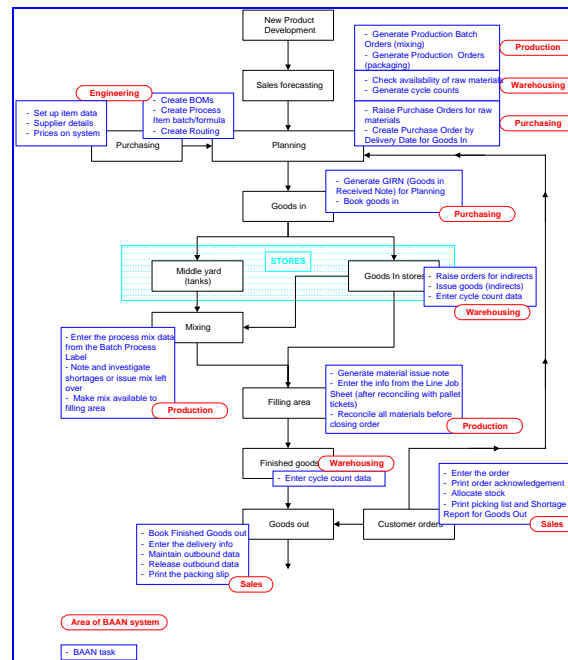 New Product
Development
- Generate Production Batch
Orders (mixing)
- Generate Production Orders
(packaging)
Production
Sales forecasting
- Check availability of raw materials
- Generate cycle counts
Warehousing
Engineering
- Set up item data
- Supplier details
- Prices on system
- Create BOMs
- Create Process
Item batch/formula
- Create Routing
- Raise Purchase Orders for raw
materials
- Create Purchase Order by
Delivery Date for Goods In
Purchasing
Purchasing
Planning
- Generate GIRN (Goods in
Received Note) for Planning
- Book goods in
Purchasing
Goods in
STORES
Middle yard
(tanks)
Goods In stores
- Raise orders for indirects
- Issue goods (indirects)
- Enter cycle count data
Warehousing
Mixing
- Enter the process mix data
from the Batch Process
Label
- Note and investigate
shortages or issue mix left
over
- Make mix available to
filling area
Production
- Generate material issue note
- Enter the info from the Line Job
Sheet (after reconciling with pallet
tickets)
- Reconcile all materials before
closing order
Production
Filling area
Finished goods
Warehousing
- Enter cycle count data
- Enter the order
- Print order acknowledgement
- Allocate stock
- Print picking list and Shortage
Report for Goods Out
Sales
Goods out
Customer orders
- Book Finished Goods out
- Enter the delivery info
- Maintain outbound data
- Release outbound data
- Print the packing slip
Sales
Area of BAAN system
- BAAN task